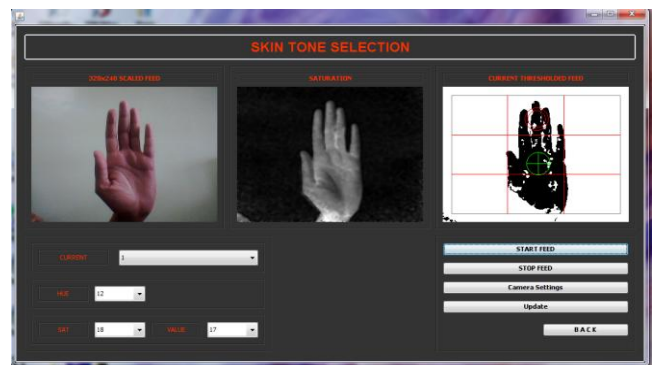 SKIN TONE SELECTION
320x240 SCALED FEED
SATURATION
CURRENT THRESHOLDED FEED
CURRENT 1
HUE 12
SAT 18 VALUE 17
START FEED
STOP FEED
Camera Settings
Update
BACK